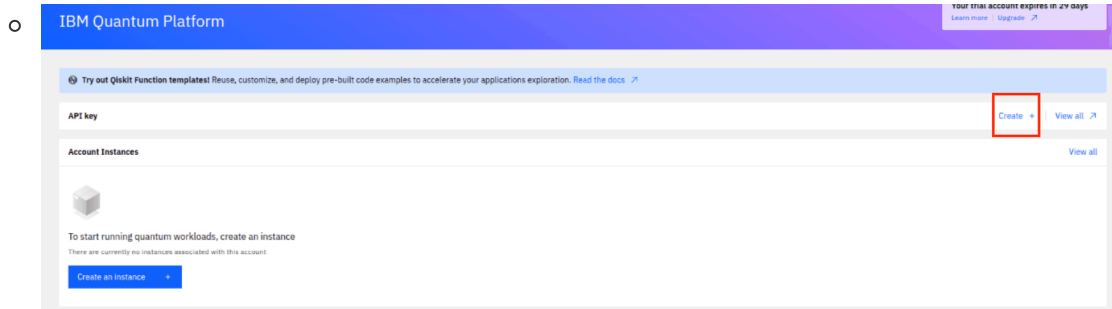 Your trial account expires in 29 days
IBM Quantum Platform
Learn more | Upgrade
Try out Qiskit Function templates! Reuse, customize, and deploy pre-built code examples to accelerate your applications exploration. Read the docs
API key Create + | View all
Account Instances View all
To start running quantum workloads, create an instance
There are currently no instances associated with this account
Create an instance +